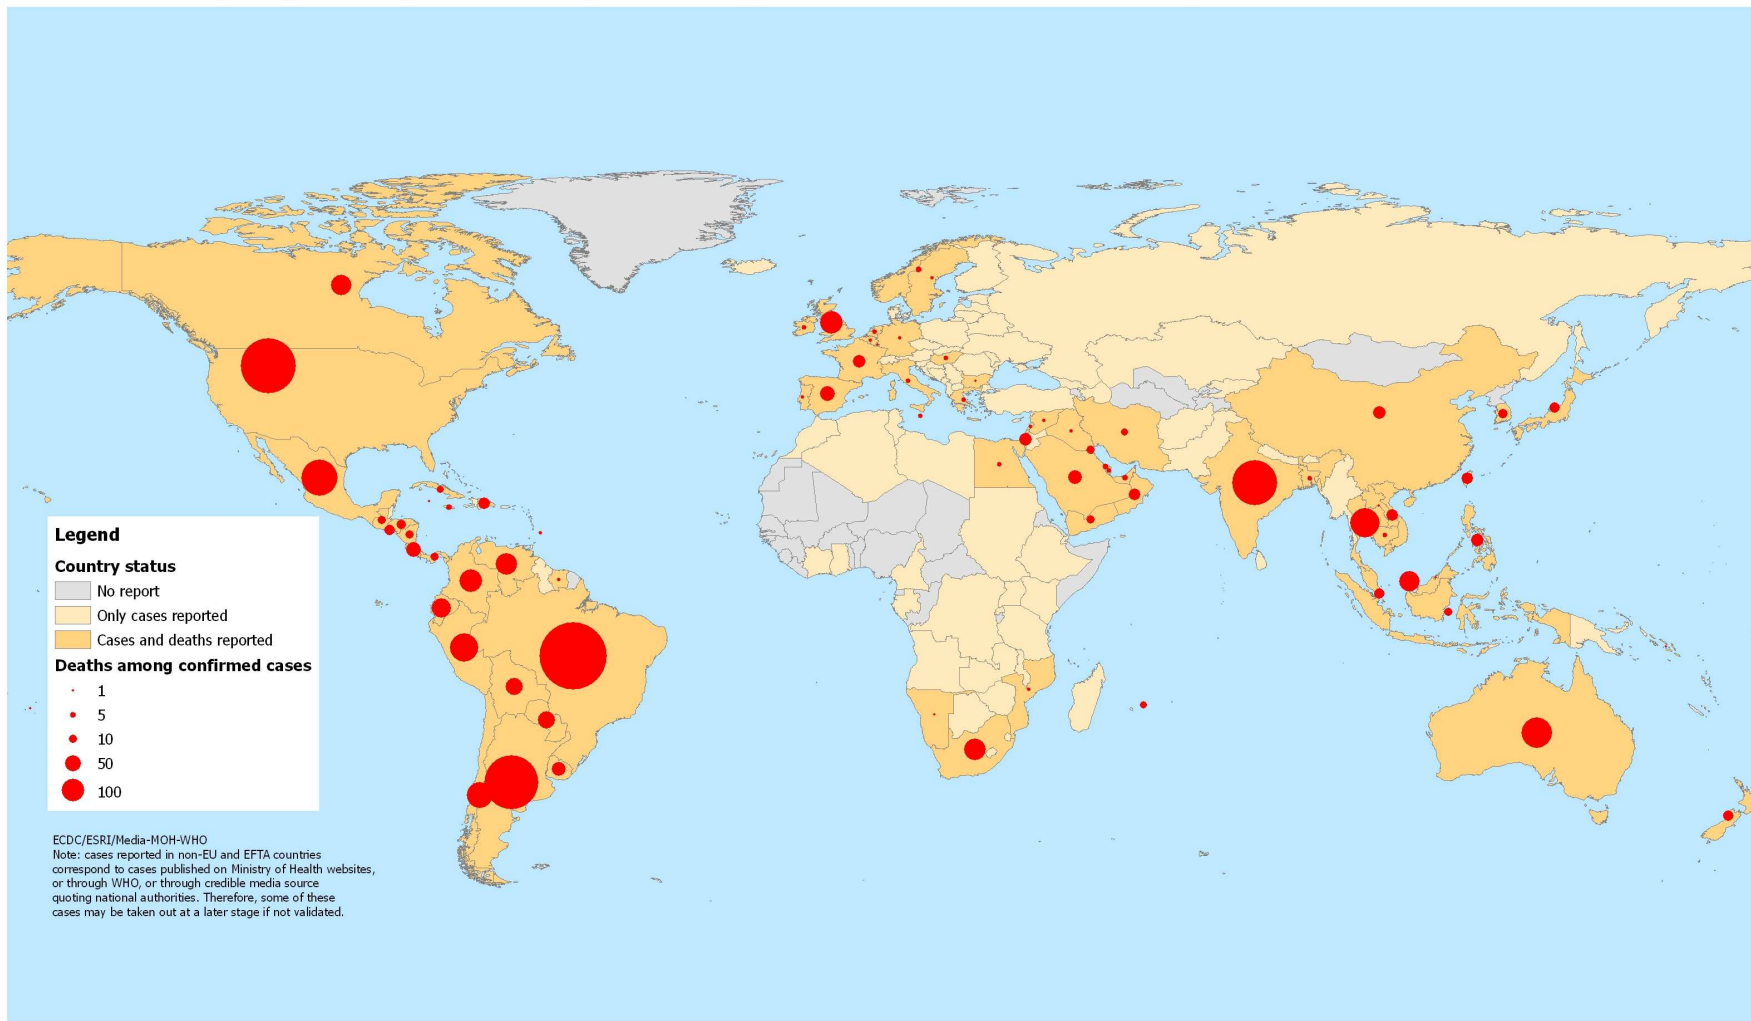 Legend
Country status
No report
Only cases reported
Cases and deaths reported
Deaths among confirmed cases
1
5
10
50
100
ECDC/ESRI/Media-MOH-WHO
Note: cases reported in non-EU and EFTA countries
correspond to cases published on Ministry of Health websites,
or through WHO, or through credible media source
quoting national authorities. Therefore, some of these
cases may be taken out at a later stage if not validated.